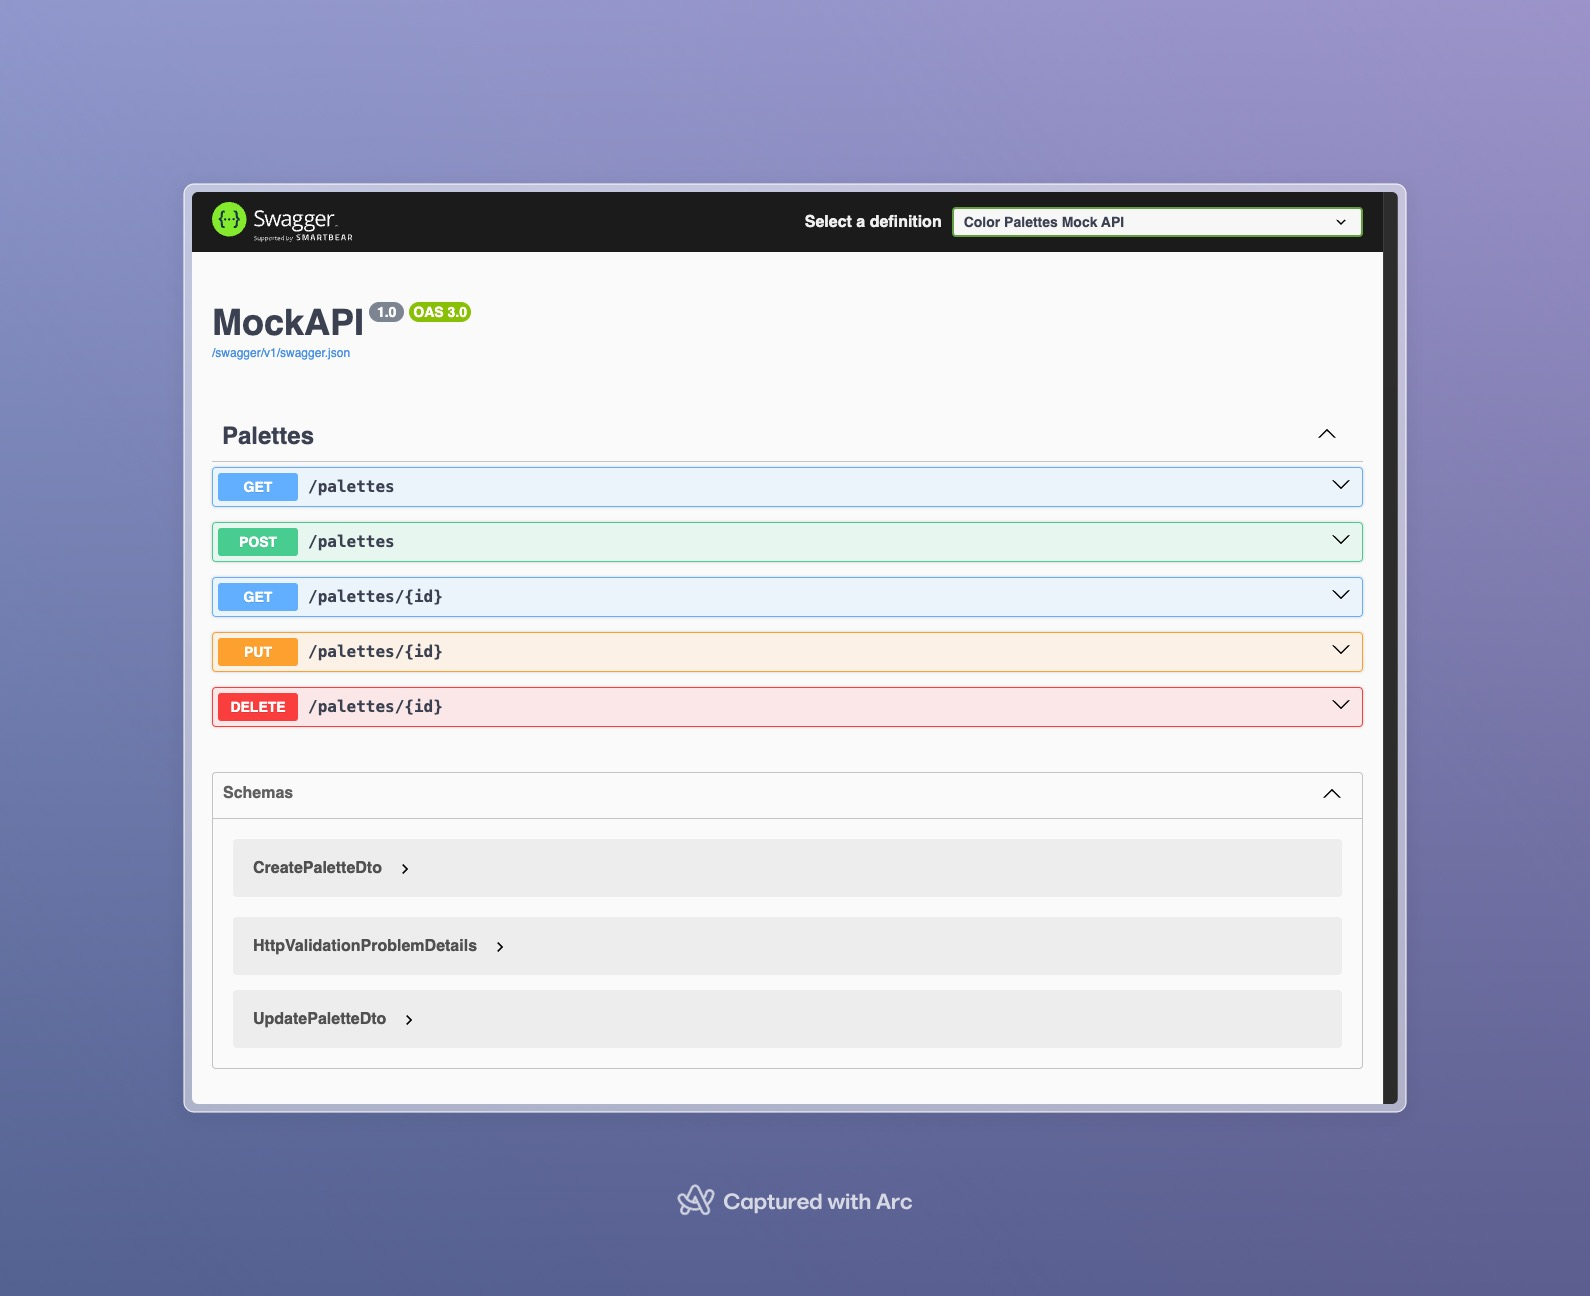 Swagger.
Supported by SMARTBEAR
Select a definition
Color Palettes Mock API
MockAPI 1.0 OAS 3.0
/swagger/v1/swagger.json
Palettes
GET /palettes
POST /palettes
GET /palettes/{id}
PUT /palettes/{id}
DELETE /palettes/{id}
Schemas
CreatePaletteDto
HttpValidationProblemDetails
UpdatePaletteDto
Captured with Arc